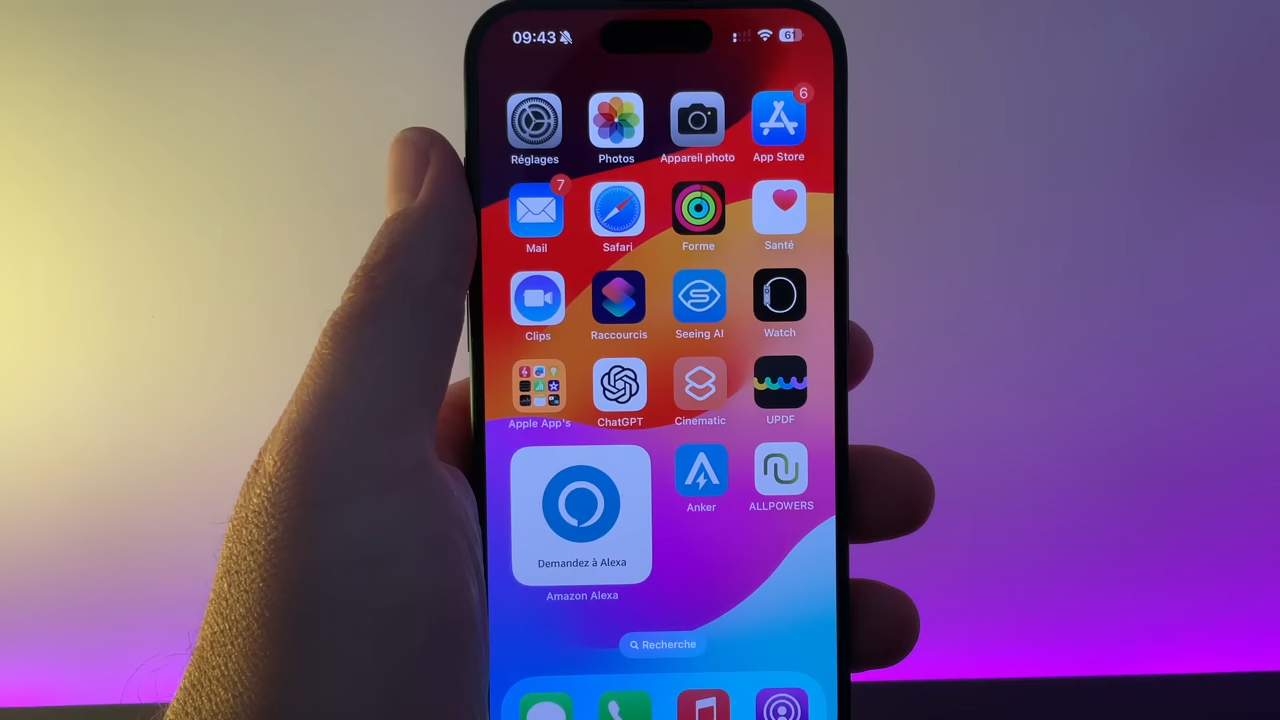 09:43
61
6
Réglages
Photos
Appareil photo
App Store
7
Mail
Safari
Forme
Santé
Clips
Raccourcis
Seeing AI
Watch
Apple App's
ChatGPT
Cinematic
UPDF
Demandez à Alexa
Amazon Alexa
Anker
ALLPOWERS
Recherche